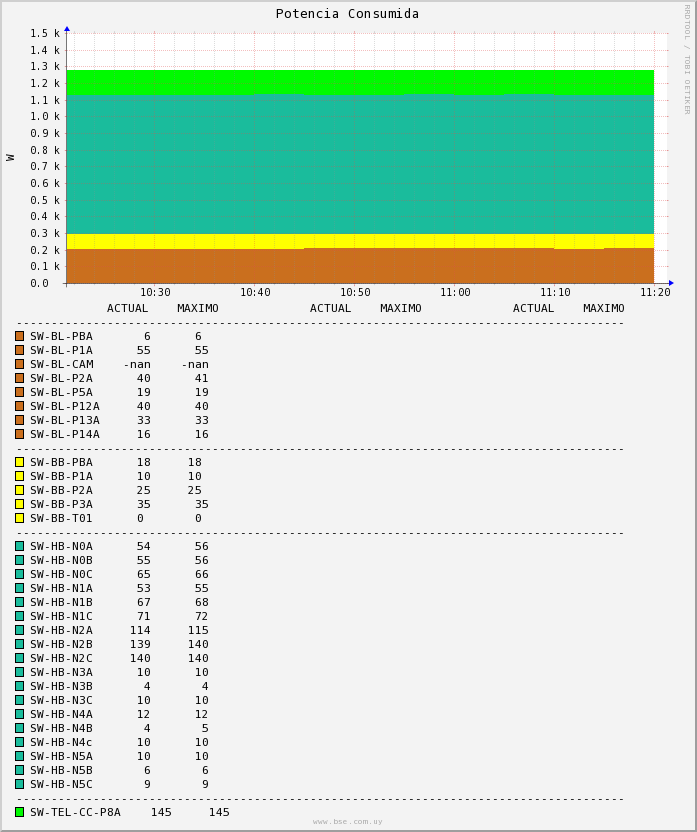 Potencia Consumida
RRDTOOL / TOBI OETIKER
W
1.5 k
1.4 k
1.3 k
1.2 k
1.1 k
1.0 k
0.9 k
0.8 k
0.7 k
0.6 k
0.5 k
0.4 k
0.3 k
0.2 k
0.1 k
0.0
10:30 10:40 10:50 11:00 11:10 11:20
ACTUAL MAXIMO ACTUAL MAXIMO ACTUAL MAXIMO
SW-BL-PBA 6 6
SW-BL-P1A 55 55
SW-BL-CAM -nan -nan
SW-BL-P2A 40 41
SW-BL-P5A 19 19
SW-BL-P12A 40 40
SW-BL-P13A 33 33
SW-BL-P14A 16 16
SW-BB-PBA 18 18
SW-BB-P1A 10 10
SW-BB-P2A 25 25
SW-BB-P3A 35 35
SW-BB-T01 0 0
SW-HB-N0A 54 56
SW-HB-N0B 55 56
SW-HB-N0C 65 66
SW-HB-N1A 53 55
SW-HB-N1B 67 68
SW-HB-N1C 71 72
SW-HB-N2A 114 115
SW-HB-N2B 139 140
SW-HB-N2C 140 140
SW-HB-N3A 10 10
SW-HB-N3B 4 4
SW-HB-N3C 10 10
SW-HB-N4A 12 12
SW-HB-N4B 4 5
SW-HB-N4c 10 10
SW-HB-N5A 10 10
SW-HB-N5B 6 6
SW-HB-N5C 9 9
SW-TEL-CC-P8A 145 145
www.bse.com.uy